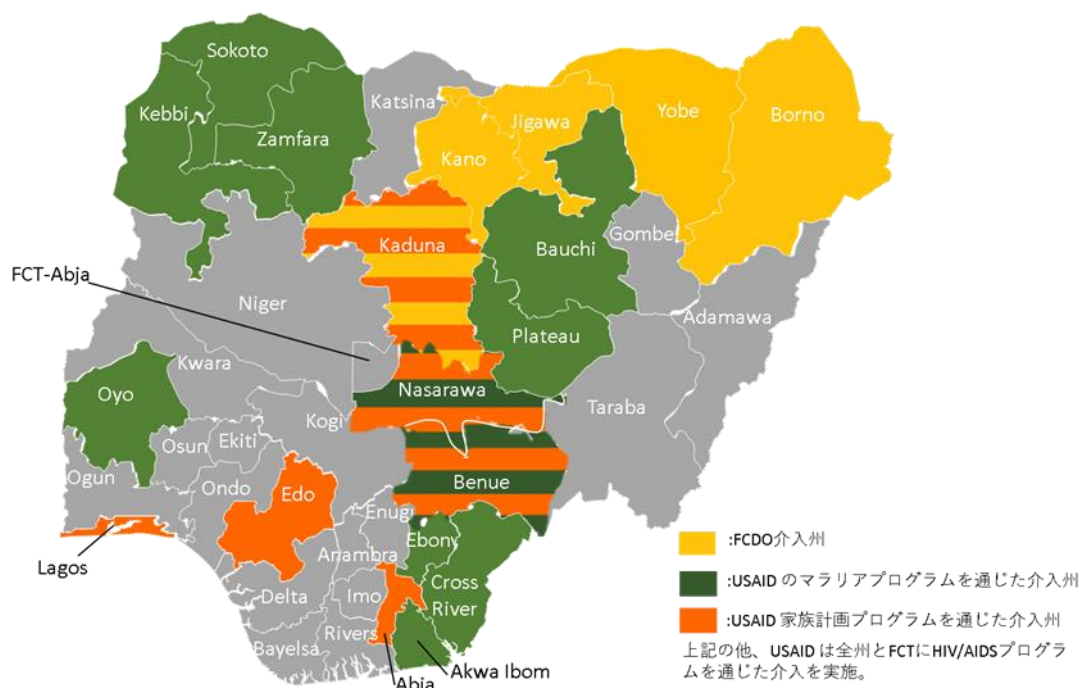 Sokoto
Katsina
Kebbi
Zamfara
Jigawa
Yobe
Borno
Kano
Kaduna
Bauchi
Gombe
FCT-Abja
Niger
Adamawa
Plateau
Kwara
Nasarawa
Oyo
Taraba
Kogi
Osun
Ekiti
Ogun
Ondo
Edo
Benue
Enugi
Lagos
Anambra
Ebony
Cross
River
Delta
Imo
Rivers
Bayelsa
Akwa Ibom
Abia
:FCDO介入州
:USAID のマラリアプログラムを通じた介入州
:USAID 家族計画プログラムを通じた介入州
上記の他、USAID は全州とFCTにHIV/AIDSプログラ
ムを通じた介入を実施。